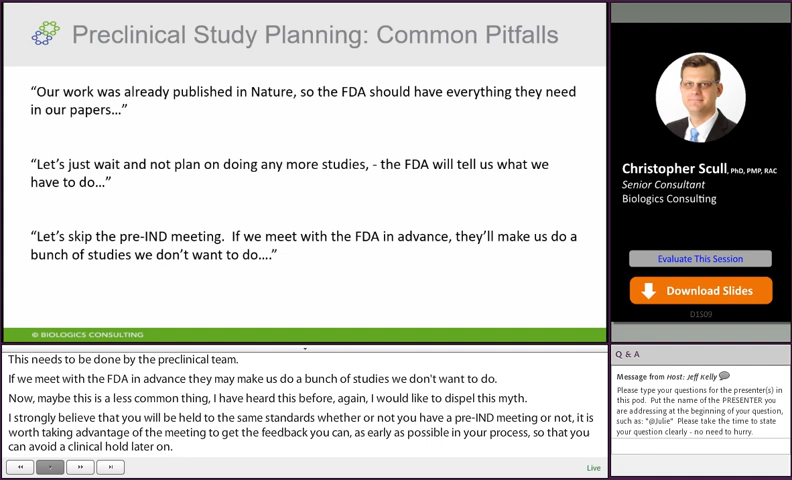 Preclinical Study Planning: Common Pitfalls
“Our work was already published in Nature, so the FDA should have everything they need
in our papers…”
“Let’s just wait and not plan on doing any more studies, - the FDA will tell us what we
have to do…”
“Let’s skip the pre-IND meeting.  If we meet with the FDA in advance, they’ll make us do a
bunch of studies we don’t want to do….”
© BIOLOGICS CONSULTING
This needs to be done by the preclinical team.
If we meet with the FDA in advance they may make us do a bunch of studies we don't want to do.
Now, maybe this is a less common thing, I have heard this before, again, I would like to dispel this myth.
I strongly believe that you will be held to the same standards whether or not you have a pre-IND meeting or not, it is
worth taking advantage of the meeting to get the feedback you can, as early as possible in your process, so that you
can avoid a clinical hold later on.
Live
Christopher Scull, PhD, PMP, RAC
Senior Consultant
Biologics Consulting
Evaluate This Session
Download Slides
D1S09
Q & A
Message from Host: Jeff Kelly
Please type your questions for the presenter(s) in
this pod.  Put the name of the PRESENTER you
are addressing at the beginning of your question,
such as: "@Julie"  Please take the time to state
your question clearly - no need to hurry.